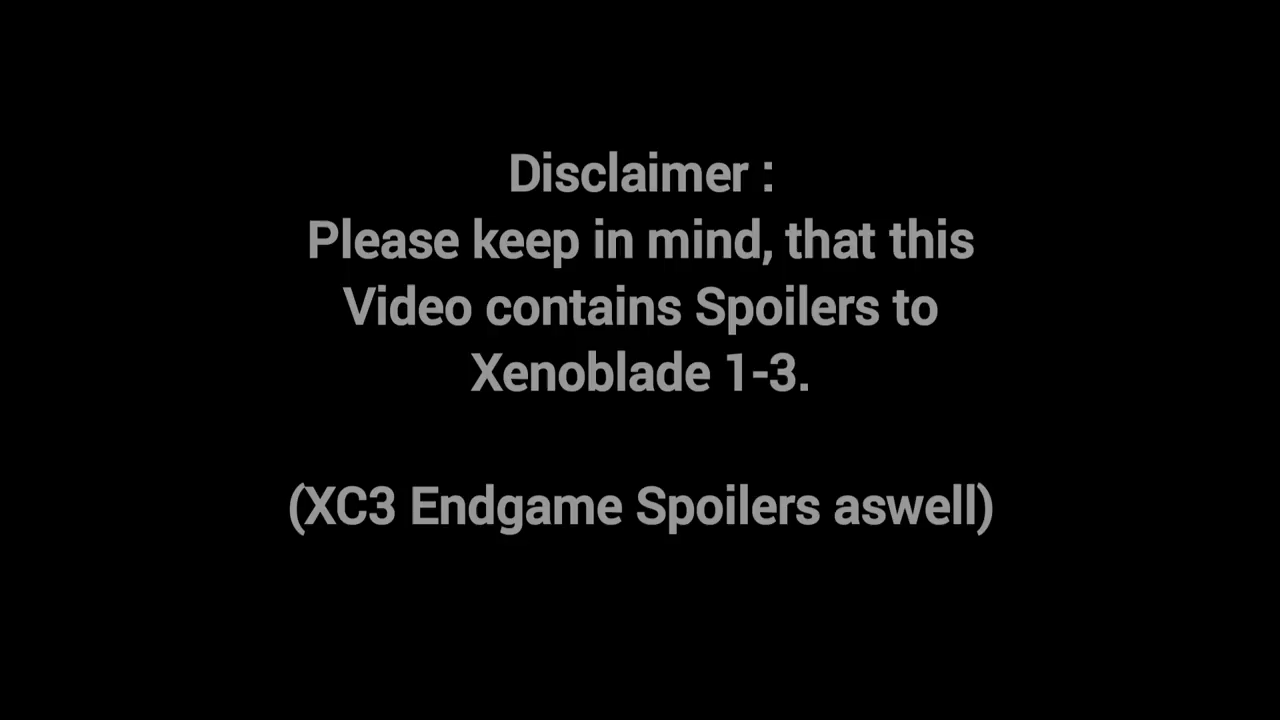 Disclaimer :
Please keep in mind, that this
Video contains Spoilers to
Xenoblade 1-3.
(XC3 Endgame Spoilers aswell)